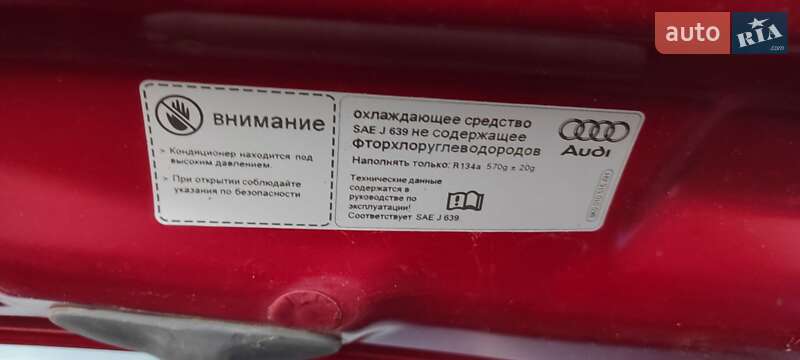 auto RIA.com
ВНИМАНИЕ
> Кондиционер находится под
высоким давлением.
> При открытии соблюдайте
указания по безопасности
охлаждающее средство
SAE J 639 не содержащее
фторхлоруглеводородов
Наполнять только: R134a 570g ± 20g
Технические данные
содержатся в
руководстве по
эксплуатации!
Соответствует SAE J 639
Audi